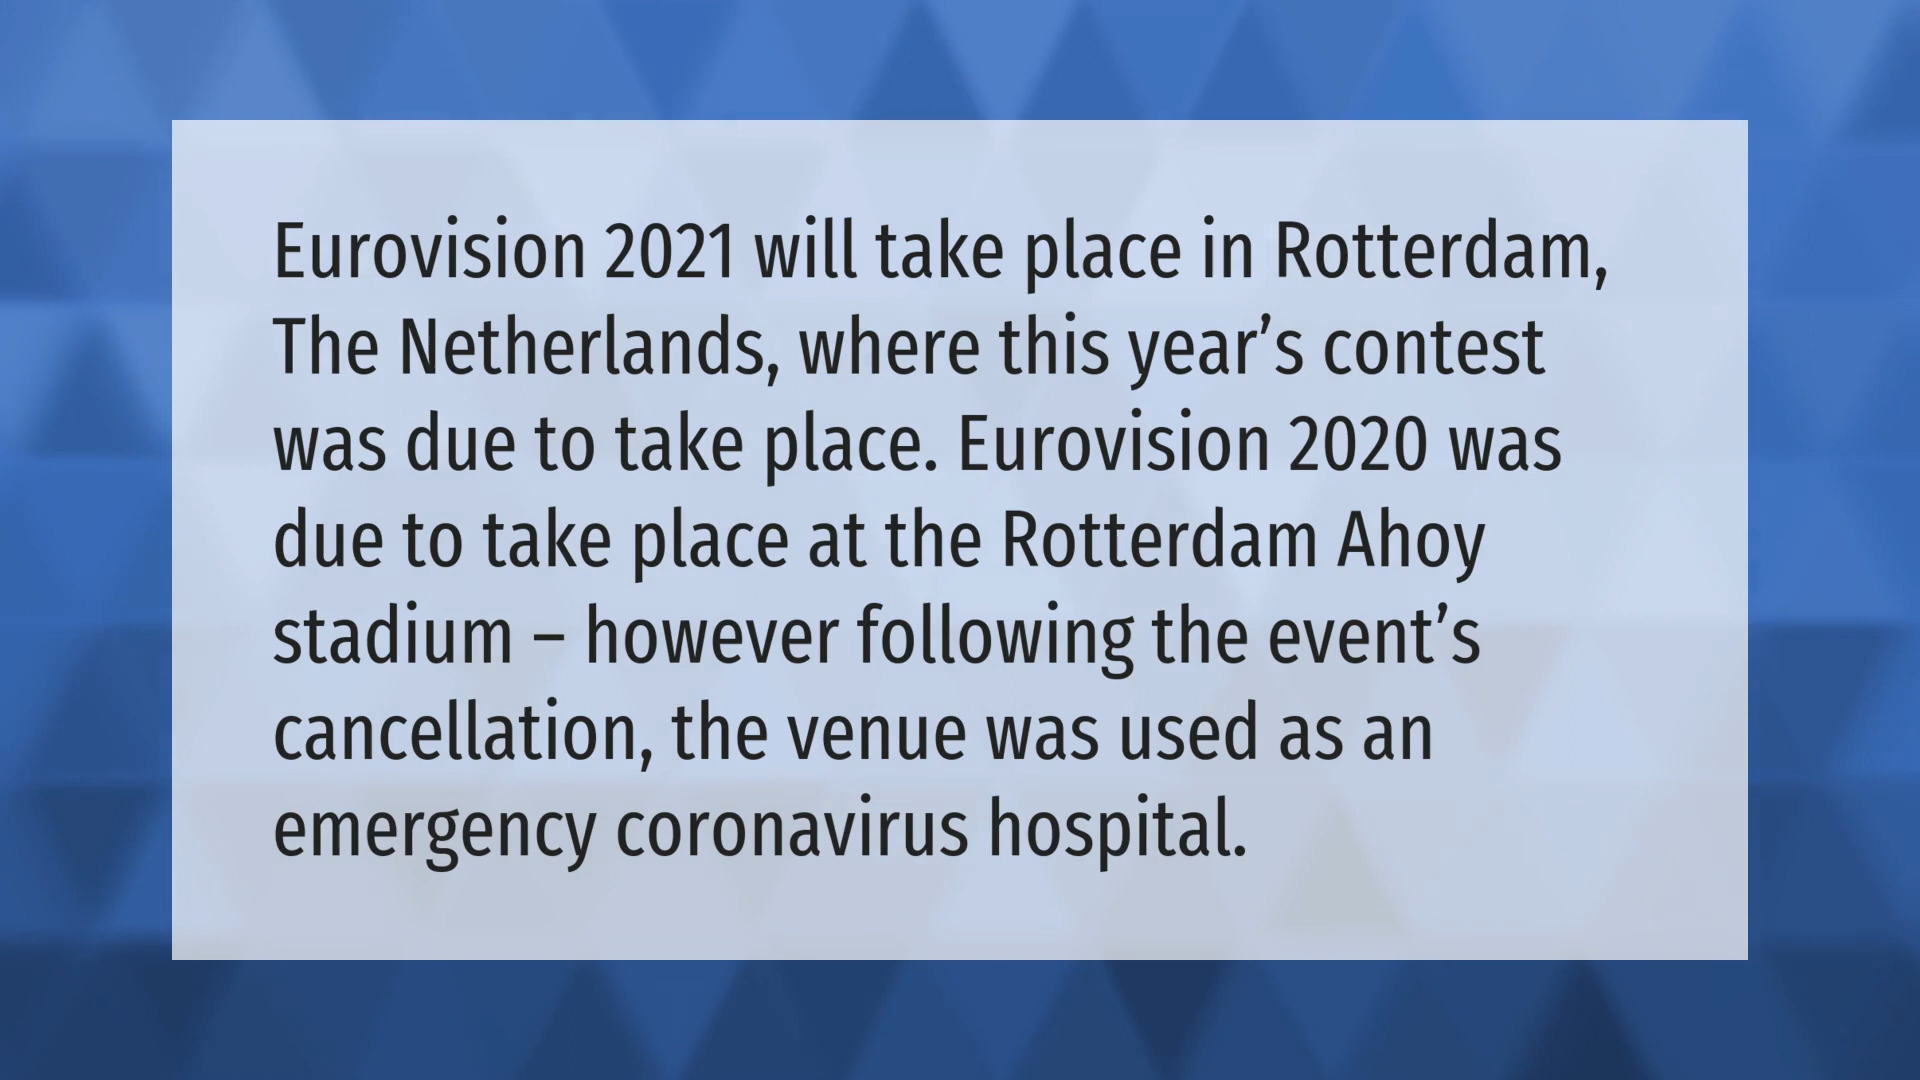 Eurovision 2021 will take place in Rotterdam,
The Netherlands, where this year’s contest
was due to take place. Eurovision 2020 was
due to take place at the Rotterdam Ahoy
stadium – however following the event’s
cancellation, the venue was used as an
emergency coronavirus hospital.